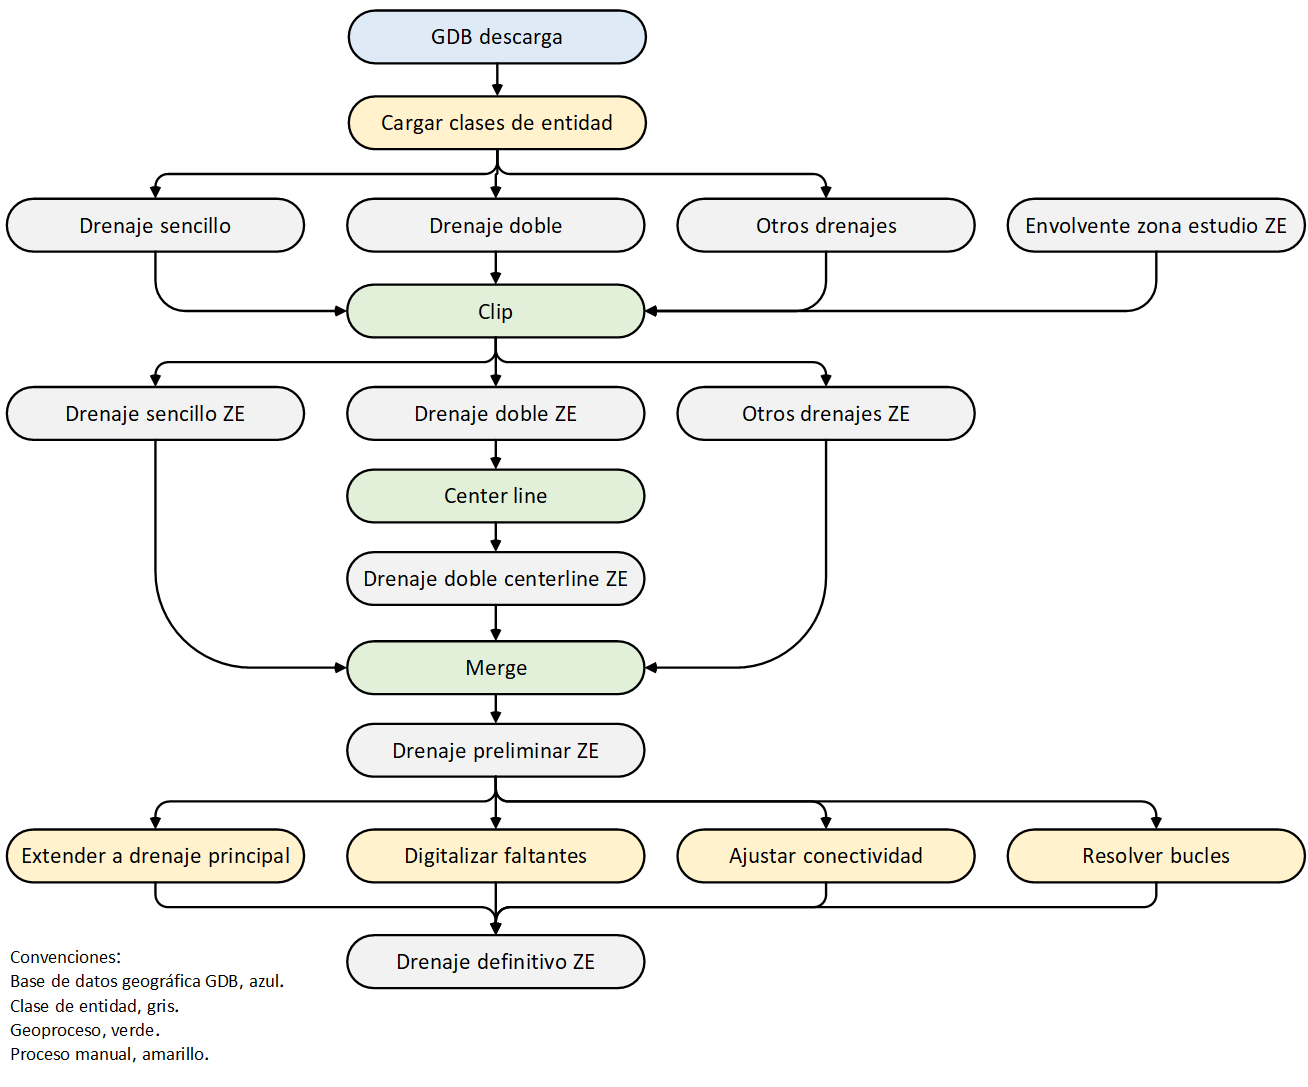 GDB descarga
Cargar clases de entidad
Drenaje sencillo
Drenaje doble
Otros drenajes
Envolvente zona estudio ZE
Clip
Drenaje sencillo ZE
Drenaje doble ZE
Otros drenajes ZE
Center line
Drenaje doble centerline ZE
Merge
Drenaje preliminar ZE
Extender a drenaje principal
Digitalizar faltantes
Ajustar conectividad
Resolver bucles
Drenaje definitivo ZE
Convenciones:
Base de datos geográfica GDB, azul.
Clase de entidad, gris.
Geoproceso, verde.
Proceso manual, amarillo.